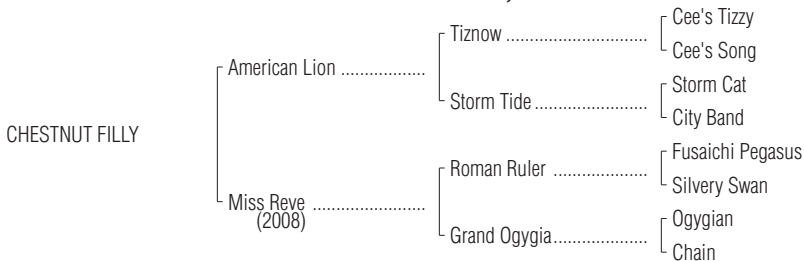 Cee's Tizzy
Tiznow ................................
Cee's Song
American Lion ..................
Storm Cat
Storm Tide .........................
City Band
CHESTNUT FILLY
Fusaichi Pegasus
Roman Ruler .....................
Silvery Swan
Miss Reve ........................
(2008)
Ogygian
Grand Ogygia.....................
Chain